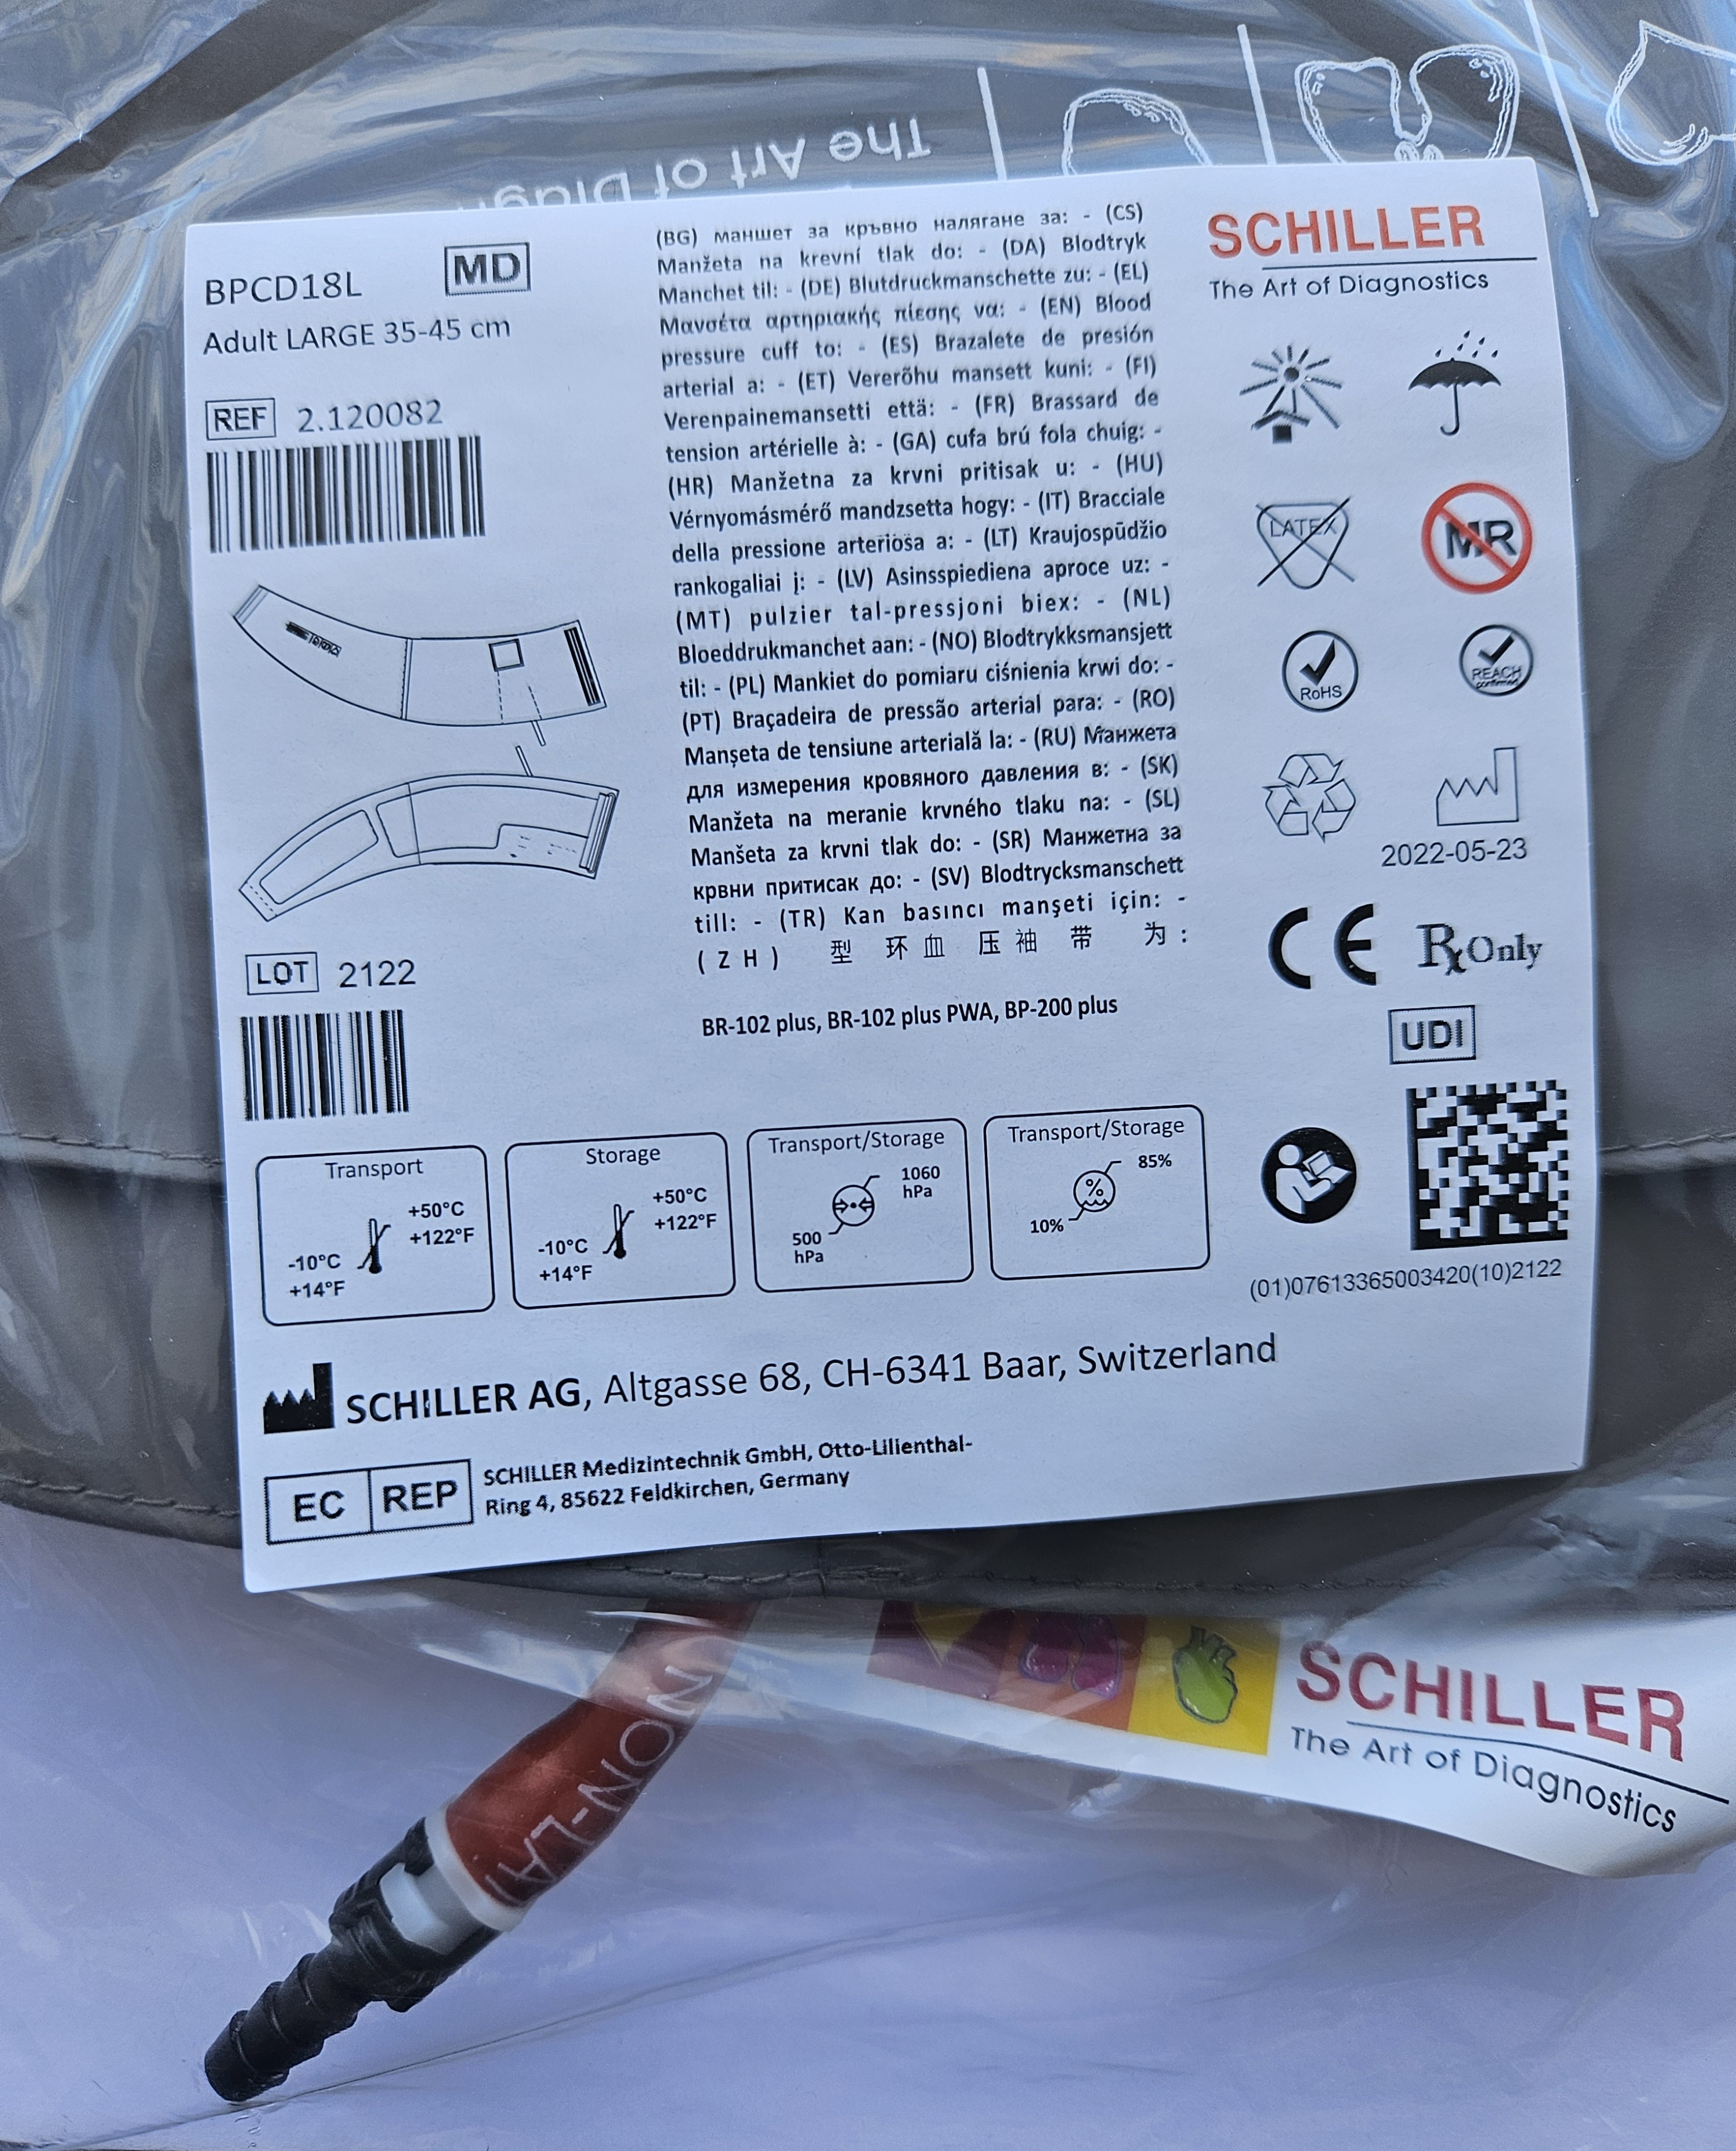 The Art of Diagn
BPCD18L
MD
Adult LARGE 35-45 cm
REF 2.120082
LOT 2122
(BG) маншет за кръвно налягане за: - (CS)
Manžeta na krevní tlak do: - (DA) Blodtryk
Manchet til: - (DE) Blutdruckmanschette zu: - (EL)
Μανσέτα αρτηριακής πίεσης να: - (EN) Blood
pressure cuff to: - (ES) Brazalete de presión
arterial a: - (ET) Vererõhu mansett kuni: - (FI)
Verenpainemansetti että: - (FR) Brassard de
tension artérielle à: - (GA) cufa brú fola chuig: -
(HR) Manžetna za krvni pritisak u: - (HU)
Vérnyomásmérő mandzsetta hogy: - (IT) Bracciale
della pressione arteriosa a: - (LT) Kraujospūdžio
rankogaliai į: - (LV) Asinsspiediena aproce uz: -
(MT) pulzier tal-pressjoni biex: - (NL)
Bloeddrukmanchet aan: - (NO) Blodtrykksmansjett
til: - (PL) Mankiet do pomiaru ciśnienia krwi do: -
(PT) Braçadeira de pressão arterial para: - (RO)
Manșeta de tensiune arterială la: - (RU) Манжета
для измерения кровяного давления в: - (SK)
Manžeta na meranie krvného tlaku na: - (SL)
Manšeta za krvni tlak do: - (SR) Манжетна за
крвни притисак до: - (SV) Blodtrycksmanschett
till: - (TR) Kan basıncı manşeti için: -
(ZH) 型 环血 压袖 带 为:
BR-102 plus, BR-102 plus PWA, BP-200 plus
SCHILLER
The Art of Diagnostics
LATEX
MR
RoHS
REACH
confirmed
2022-05-23
CE
Rx Only
UDI
(01)07613365003420(10)2122
Transport
+50°C
+122°F
-10°C
+14°F
Storage
+50°C
+122°F
-10°C
+14°F
Transport/Storage
1060
hPa
500
hPa
Transport/Storage
%
85%
10%
SCHILLER AG, Altgasse 68, CH-6341 Baar, Switzerland
EC REP
SCHILLER Medizintechnik GmbH, Otto-Lilienthal-
Ring 4, 85622 Feldkirchen, Germany
NON-LA
SCHILLER
The Art of Diagnostics